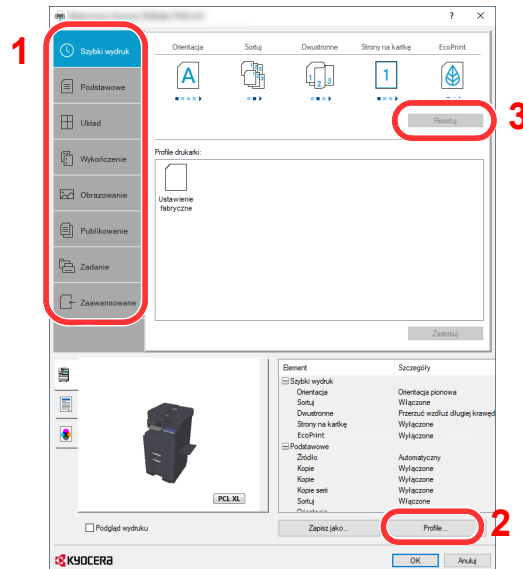 ? ×
1
Szybki wydruk
Podstawowe
Układ
Wykończenie
Obrazowanie
Publikowanie
Zadanie
Zaawansowane
Orientacja Sortuj Dwustronne Strony na kartkę EcoPrint
A 1 2 3 1
Resetuj
3
Profile drukarki:
Ustawienie
fabryczne
Zastosuj
Element Szczegóły
Szybki wydruk
Orientacja Orientacja pionowa
Sortuj Włączone
Dwustronne Przerzuć wzdłuż długiej krawęd
Strony na kartkę Wyłączone
EcoPrint Wyłączone
Podstawowe
Źródło Automatyczny
Kopie Wyłączone
Kopie Wyłączone
Kopie serii Wyłączone
Sortuj Włączone
PCL XL
Podgląd wydruku
Zapisz jako... Profile...
2
KYOCERA
OK Anuluj